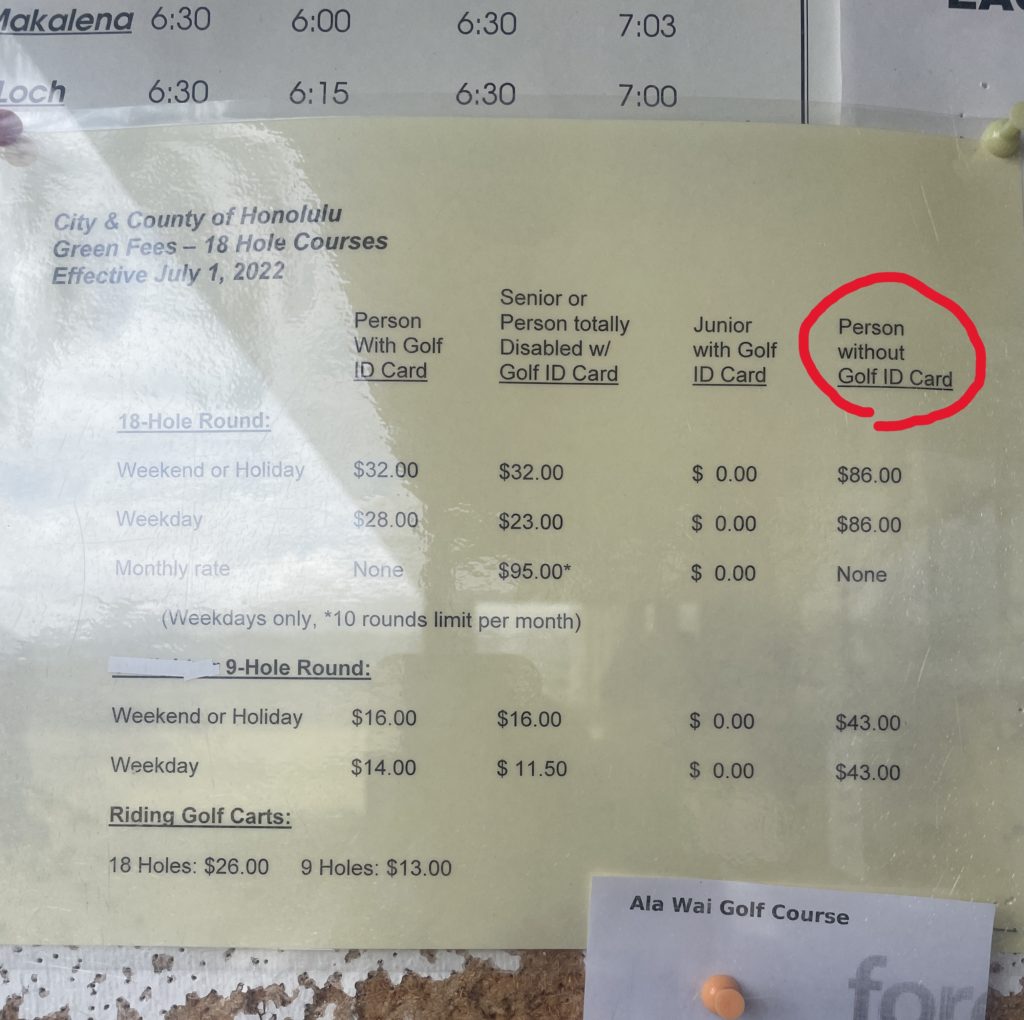 Makalena 6:30 6:00 6:30 7:03
Loch 6:30 6:15 6:30 7:00
City & County of Honolulu
Green Fees – 18 Hole Courses
Effective July 1, 2022
Person With Golf ID Card
Senior or Person totally Disabled w/ Golf ID Card
Junior with Golf ID Card
Person without Golf ID Card
18-Hole Round:
Weekend or Holiday $32.00 $32.00 $ 0.00 $86.00
Weekday $28.00 $23.00 $ 0.00 $86.00
Monthly rate None $95.00* $ 0.00 None
(Weekdays only, *10 rounds limit per month)
9-Hole Round:
Weekend or Holiday $16.00 $16.00 $ 0.00 $43.00
Weekday $14.00 $ 11.50 $ 0.00 $43.00
Riding Golf Carts:
18 Holes: $26.00 9 Holes: $13.00
Ala Wai Golf Course